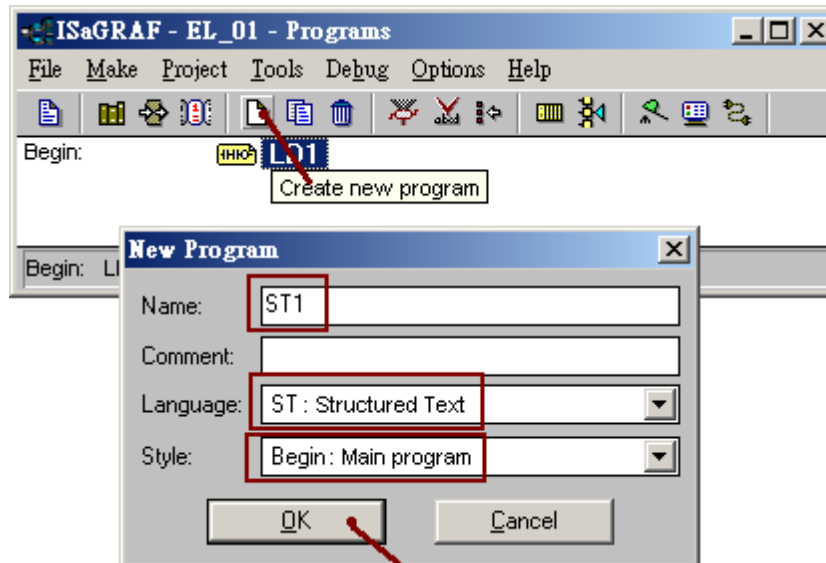 ISaGRAF - EL_01 - Programs
File Make Project Tools Debug Options Help
Begin: LD1
Create new program
New Program
Begin:
Name: ST1
Comment:
Language: ST : Structured Text
Style: Begin : Main program
OK Cancel